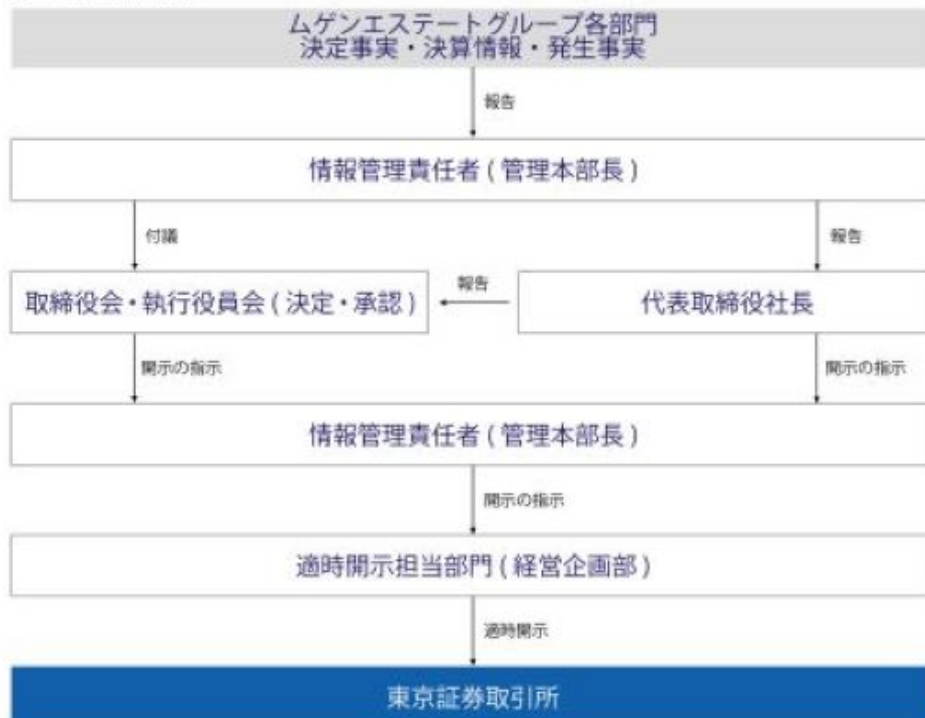 ムゲンエステートグループ各部門
決定事実・決算情報・発生事実
報告
情報管理責任者 ( 管理本部長 )
付議
報告
取締役会・執行役員会 ( 決定・承認 )
報告
代表取締役社長
開示の指示
開示の指示
情報管理責任者 ( 管理本部長 )
開示の指示
適時開示担当部門 ( 経営企画部 )
適時開示
東京証券取引所